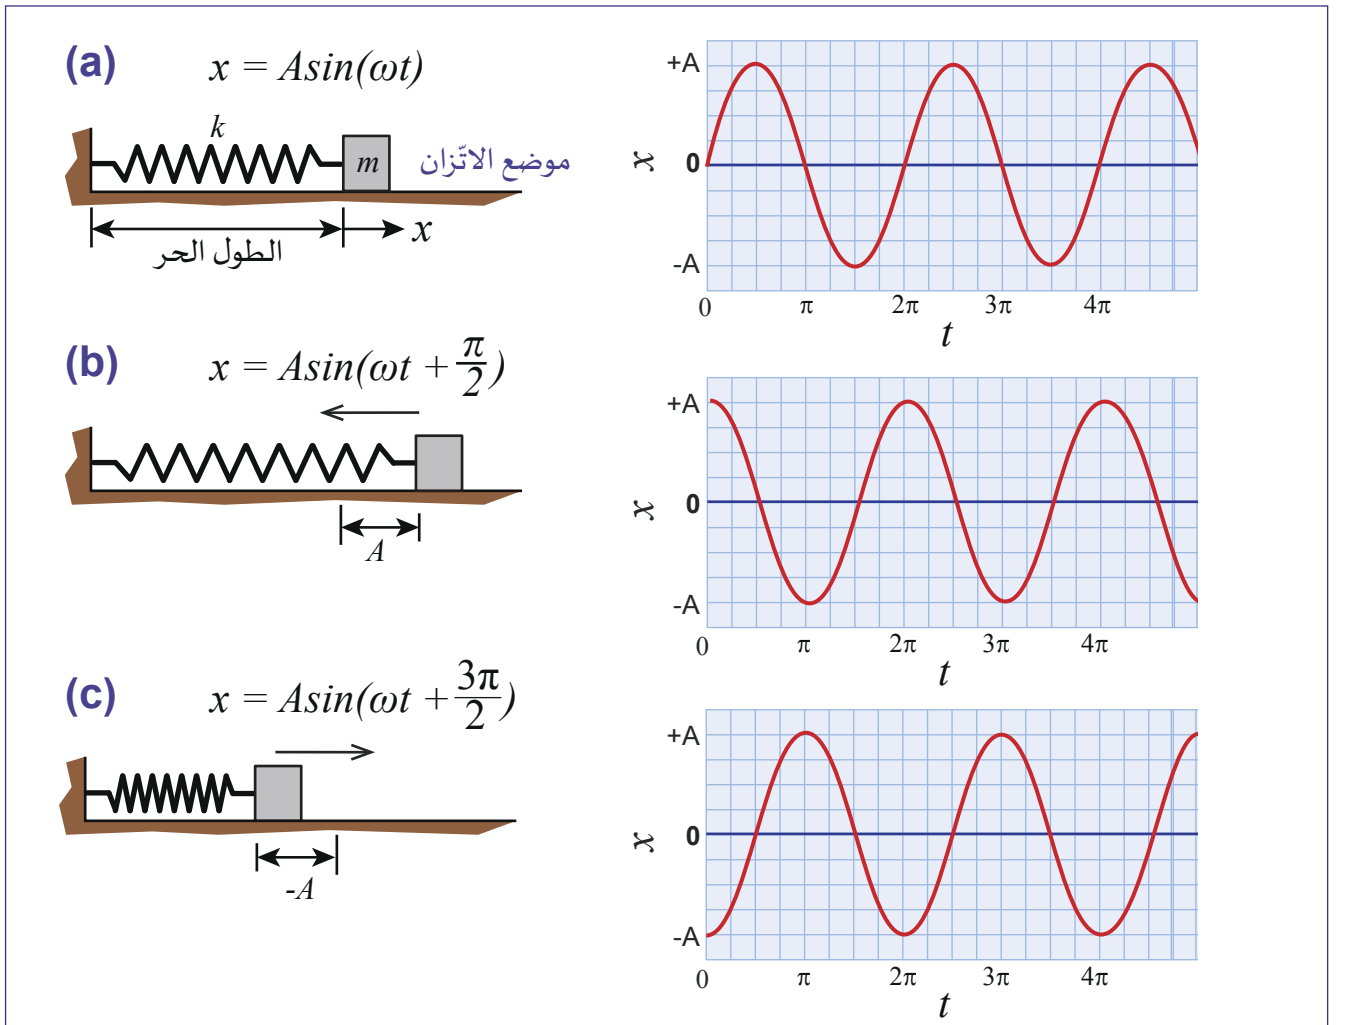 (a) x = Asin(ωt)
k
m
موضع الاتّزان
x
الطول الحر
+A
x 0
-A
0 π 2π 3π 4π
t
(b) x = Asin(ωt + π/2)
A
+A
x 0
-A
0 π 2π 3π 4π
t
(c) x = Asin(ωt + 3π/2)
-A
+A
x 0
-A
0 π 2π 3π 4π
t